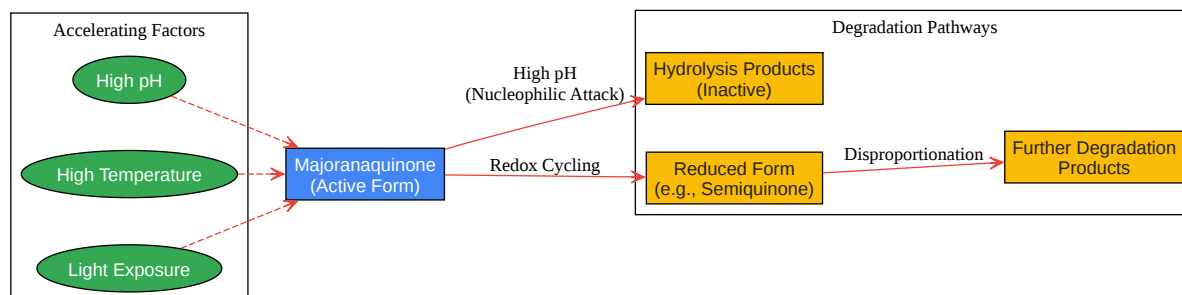 Accelerating Factors
High pH
High Temperature
Light Exposure
Majoranaquinone
(Active Form)
High pH
(Nucleophilic Attack)
Redox Cycling
Degradation Pathways
Hydrolysis Products
(Inactive)
Reduced Form
(e.g., Semiquinone)
Disproportionation
Further Degradation
Products